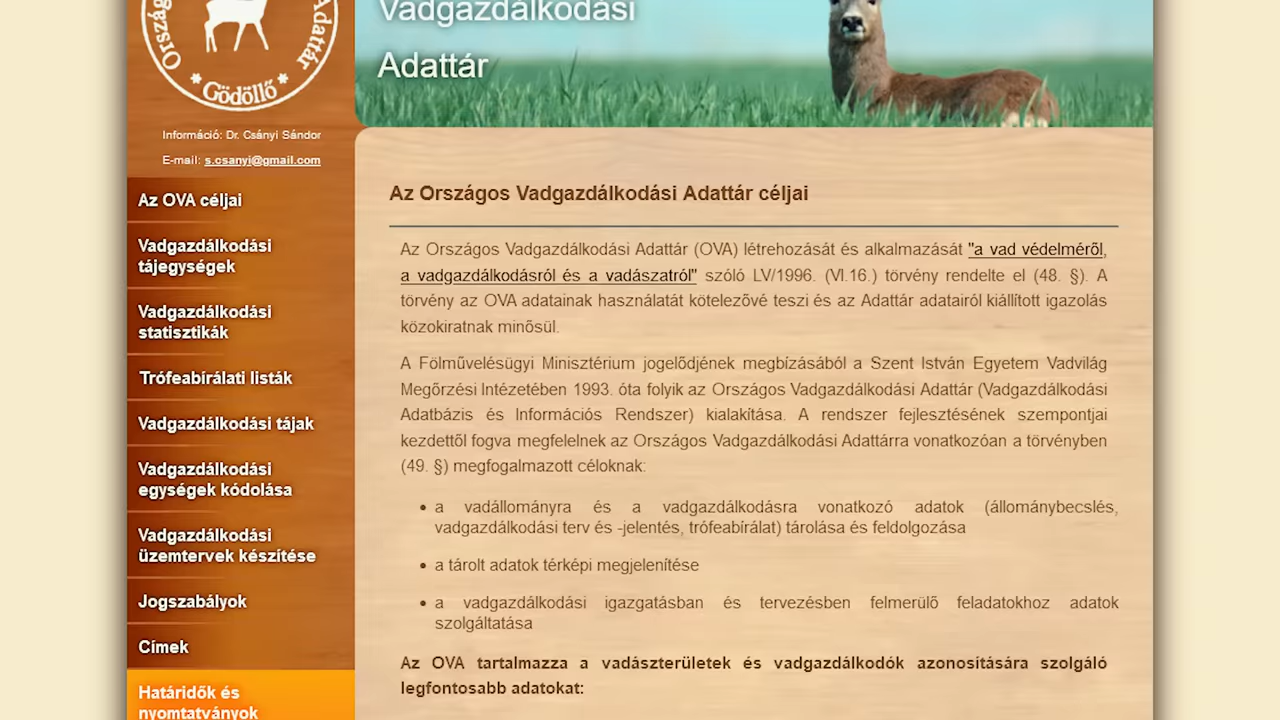 Vadgazdálkodási
Adattár
Adattár
Gödöllő
Információ: Dr. Csányi Sándor
E-mail: s.csanyi@gmail.com
Az OVA céljai
Vadgazdálkodási
tájegységek
Vadgazdálkodási
statisztikák
Trófeabírálati listák
Vadgazdálkodási tájak
Vadgazdálkodási
egységek kódolása
Vadgazdálkodási
üzemtervek készítése
Jogszabályok
Címek
Határidők és
nyomtatványok
Az Országos Vadgazdálkodási Adattár céljai
Az Országos Vadgazdálkodási Adattár (OVA) létrehozását és alkalmazását "a vad védelméről,
a vadgazdálkodásról és a vadászatról" szóló LV/1996. (VI.16.) törvény rendelte el (48. §). A
törvény az OVA adatainak használatát kötelezõvé teszi és az Adattár adatairól kiállított igazolás
közokiratnak minõsül.
A Fölművelésügyi Minisztérium jogelődjének megbízásából a Szent István Egyetem Vadvilág
Megőrzési Intézetében 1993. óta folyik az Országos Vadgazdálkodási Adattár (Vadgazdálkodási
Adatbázis és Információs Rendszer) kialakítása. A rendszer fejlesztésének szempontjai
kezdettől fogva megfelelnek az Országos Vadgazdálkodási Adattárra vonatkozóan a törvényben
(49. §) megfogalmazott céloknak:
• a vadállományra és a vadgazdálkodásra vonatkozó adatok (állománybecslés,
vadgazdálkodási terv és -jelentés, trófeabírálat) tárolása és feldolgozása
• a tárolt adatok térképi megjelenítése
• a vadgazdálkodási igazgatásban és tervezésben felmerülő feladatokhoz adatok
szolgáltatása
Az OVA tartalmazza a vadászterületek és vadgazdálkodók azonosítására szolgáló
legfontosabb adatokat: